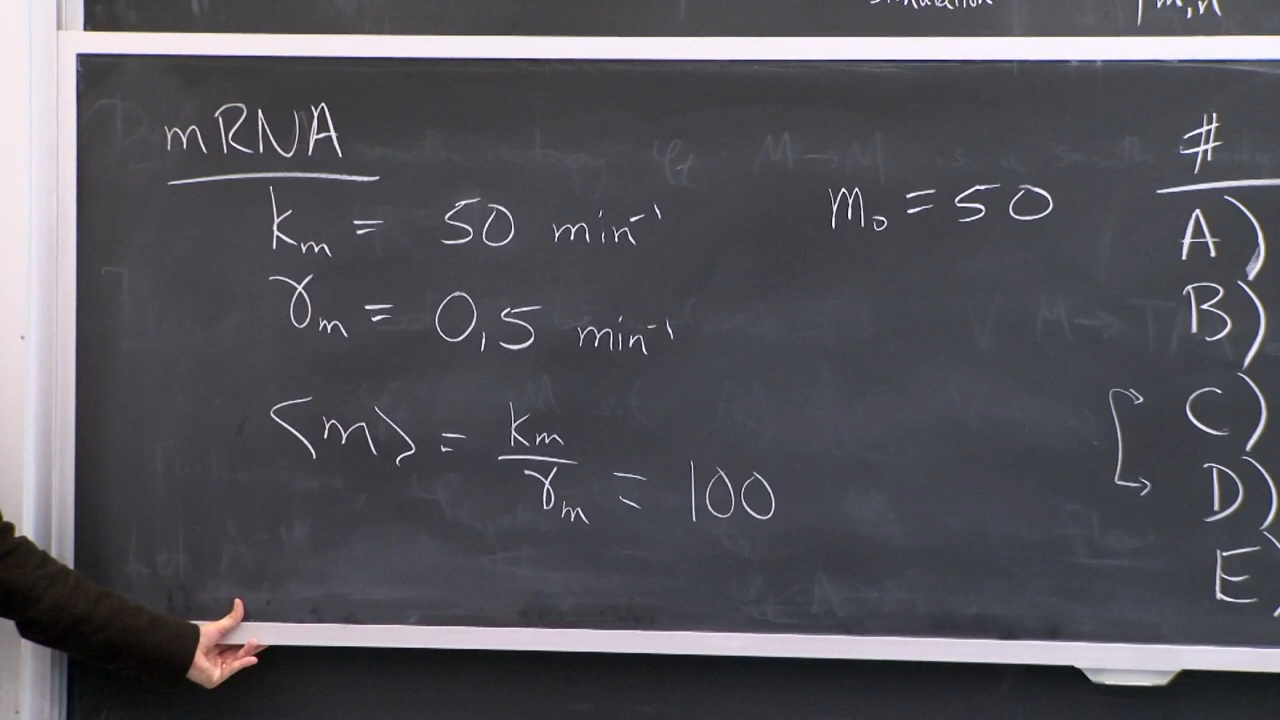 mRNA
k_m = 50 min⁻¹
γ_m = 0,5 min⁻¹
⟨m⟩ = k_m / γ_m = 100
m₀ = 50
#
A)
B)
C)
D)
E)